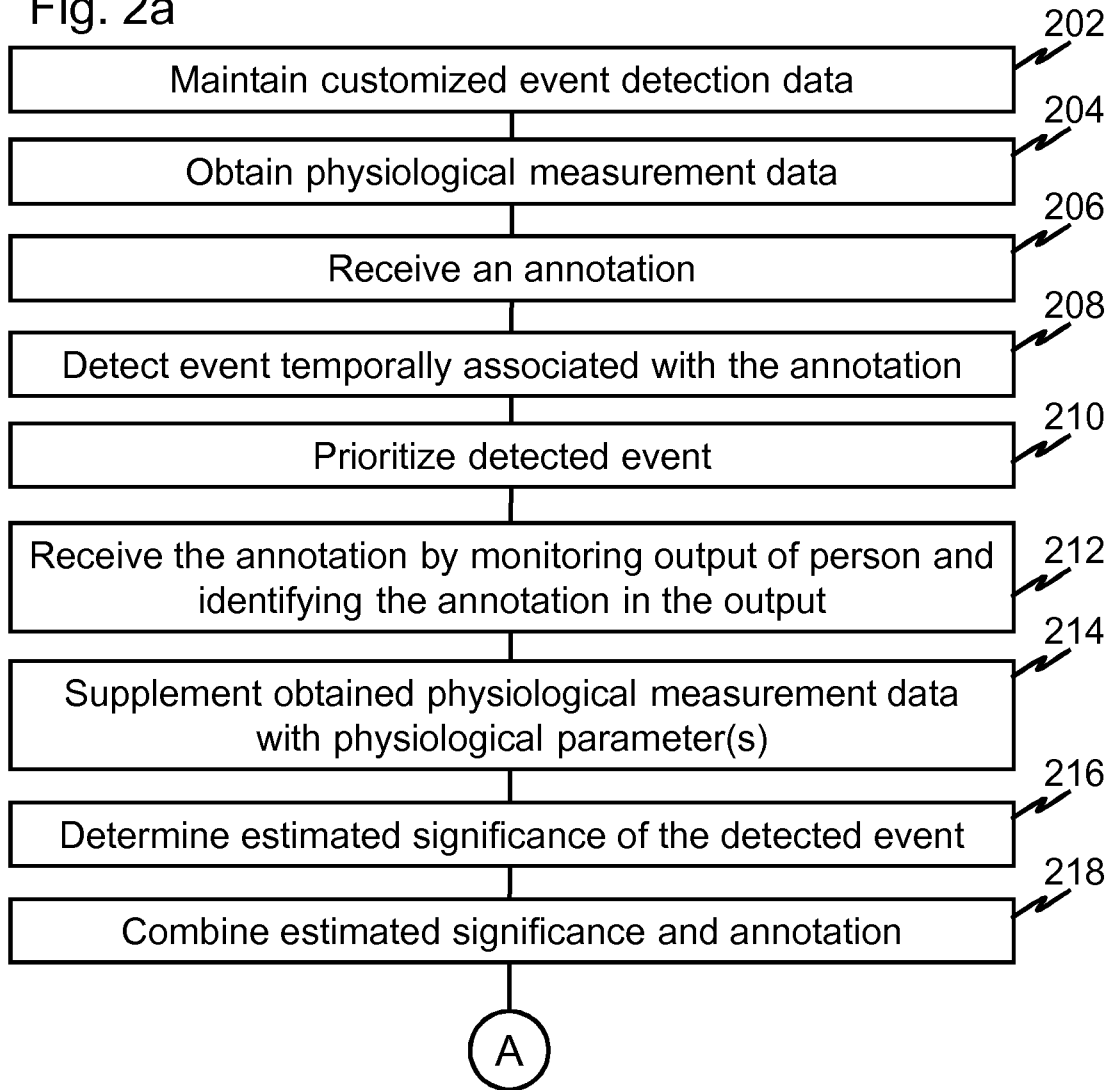 Fig. 2a
202
Maintain customized event detection data
204
Obtain physiological measurement data
206
Receive an annotation
208
Detect event temporally associated with the annotation
210
Prioritize detected event
212
Receive the annotation by monitoring output of person and
identifying the annotation in the output
214
Supplement obtained physiological measurement data
with physiological parameter(s)
216
Determine estimated significance of the detected event
218
Combine estimated significance and annotation
A